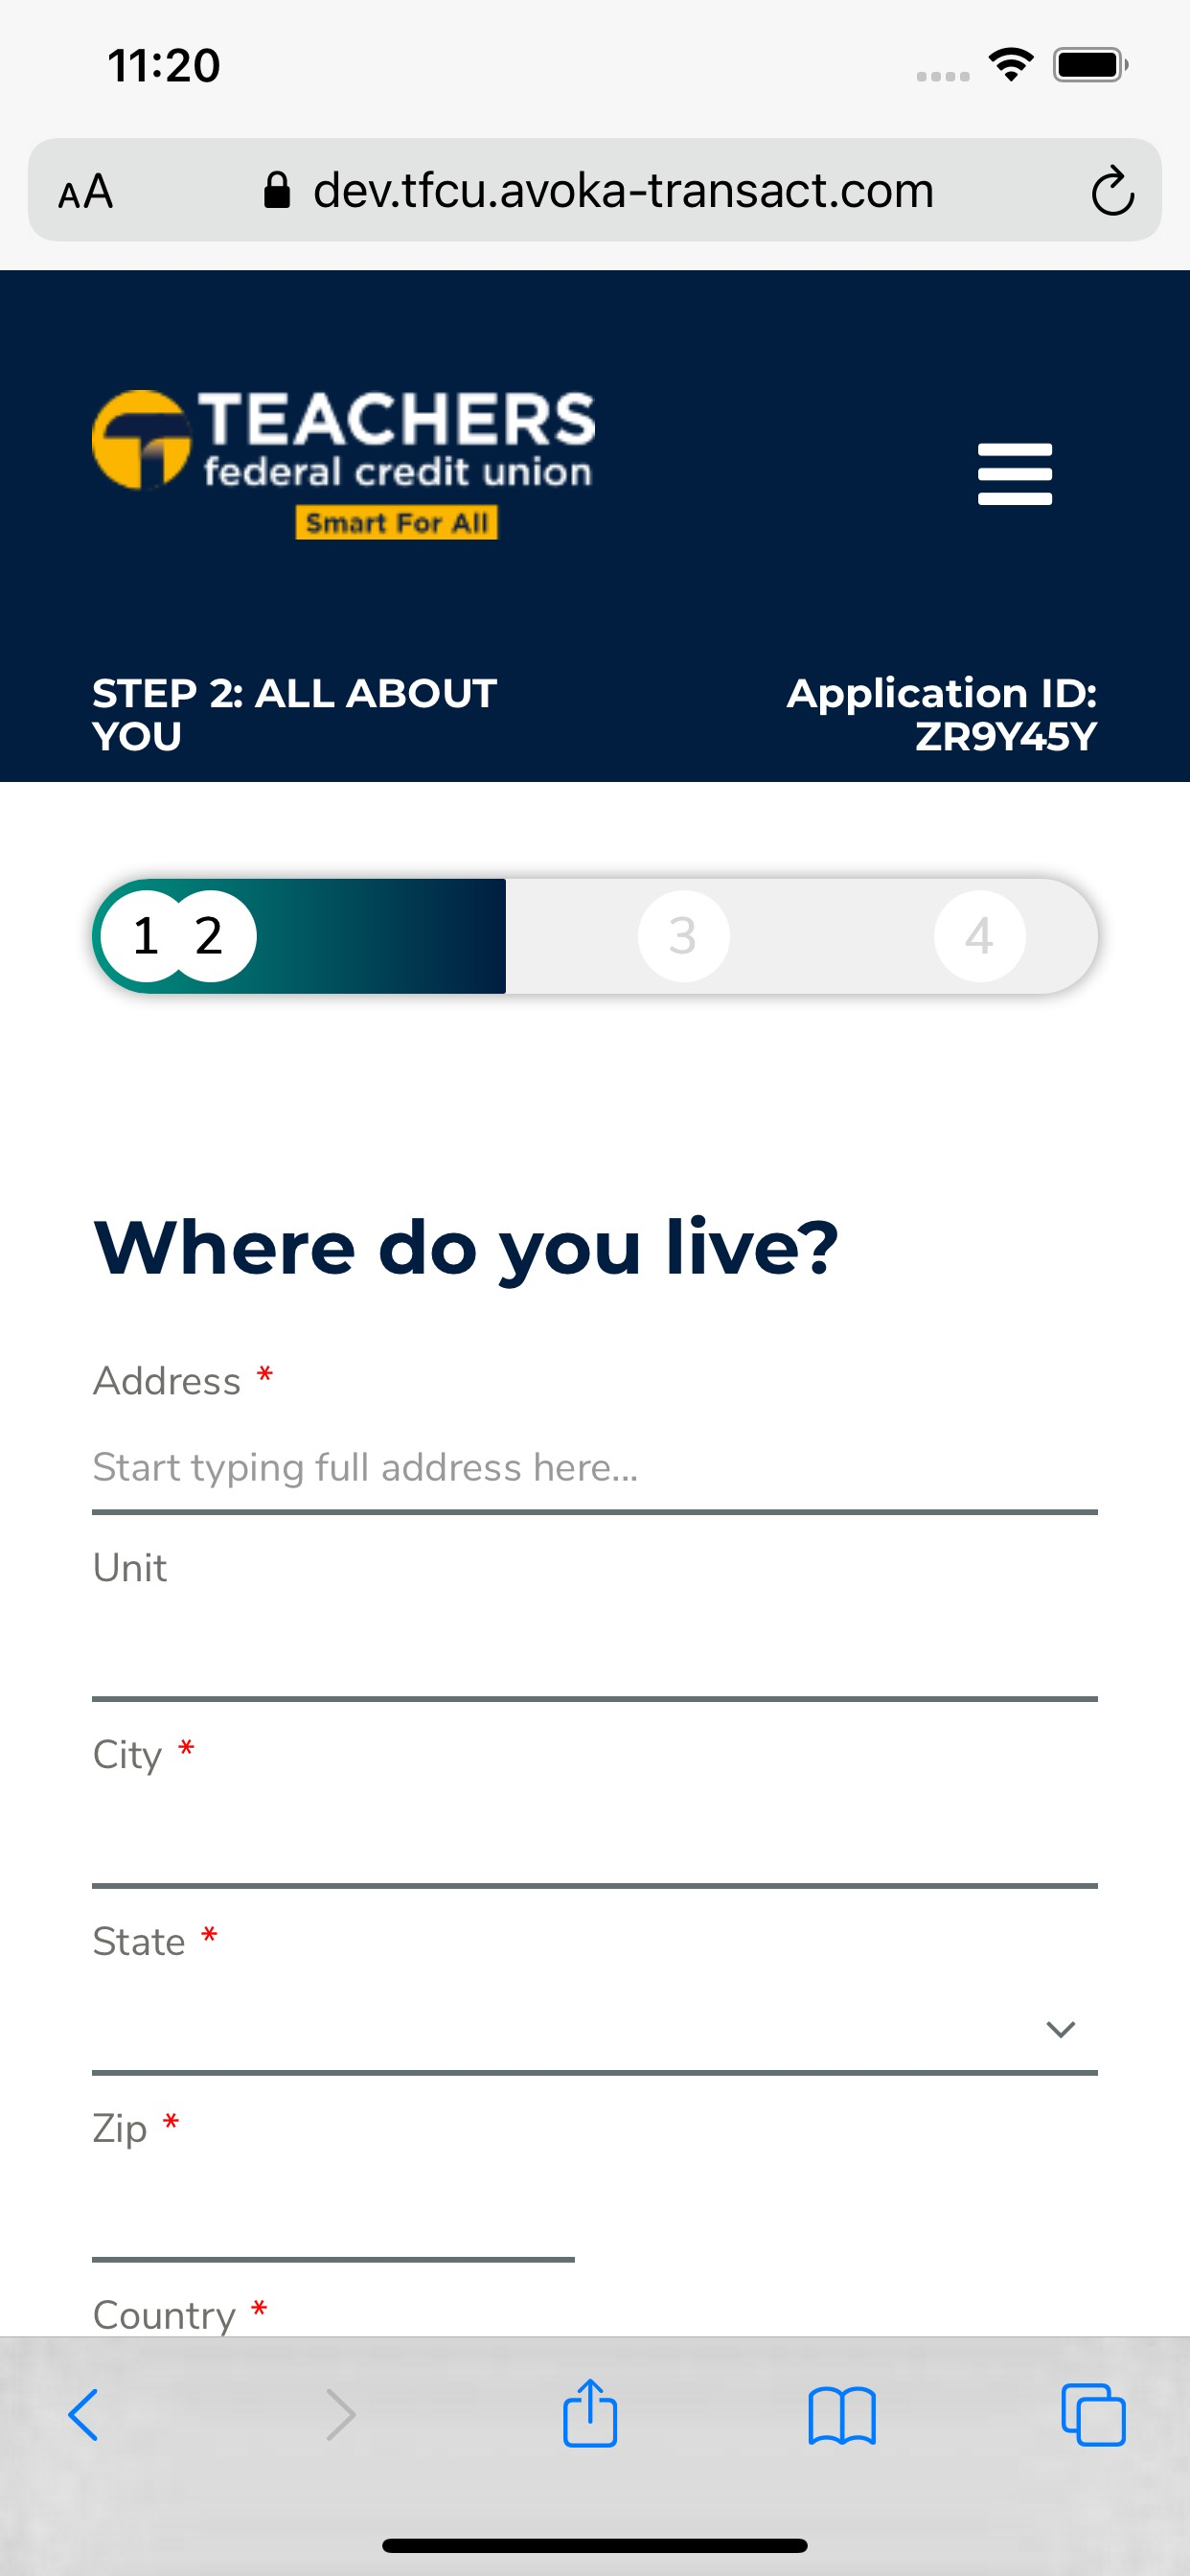 11:20
AA dev.tfcu.avoka-transact.com
TEACHERS
federal credit union
Smart For All
STEP 2: ALL ABOUT
YOU
Application ID:
ZR9Y45Y
1 2 3 4
Where do you live?
Address *
Start typing full address here...
Unit
City *
State *
Zip *
Country *